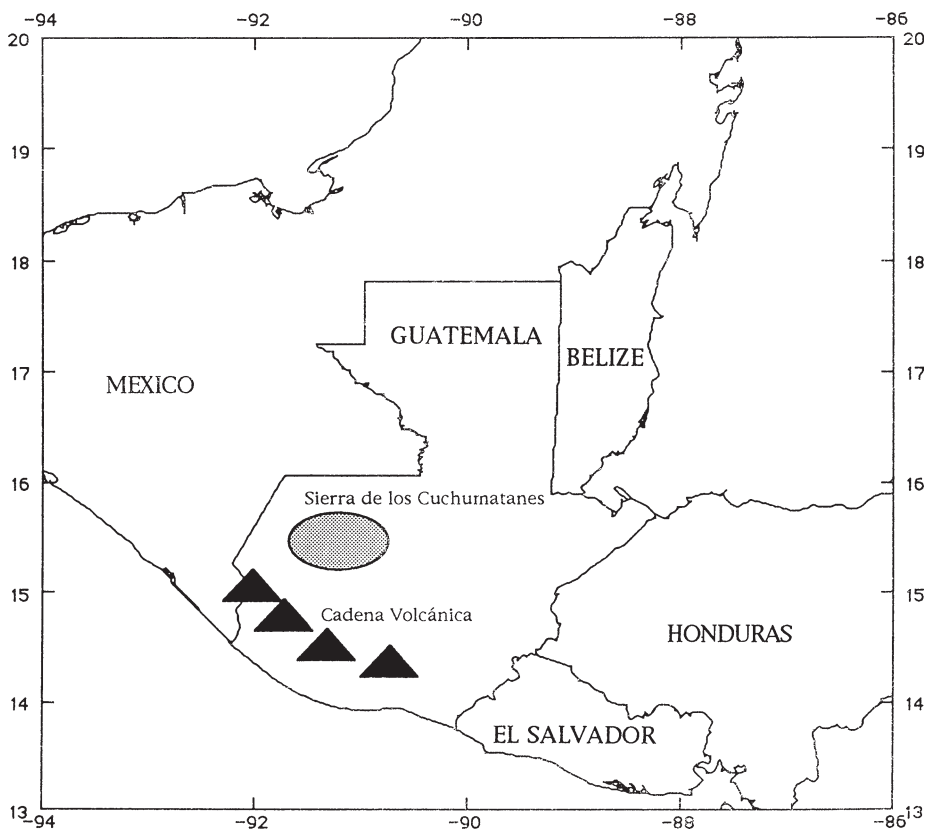 -94 -92 -90 -88 -86
20 20
19 19
18 18
GUATEMALA
BELIZE
17 17
MEXICO
16 16
Sierra de los Cuchumatanes
15 15
Cadena Volcánica
HONDURAS
14 14
EL SALVADOR
13 13
-94 -92 -90 -88 -86